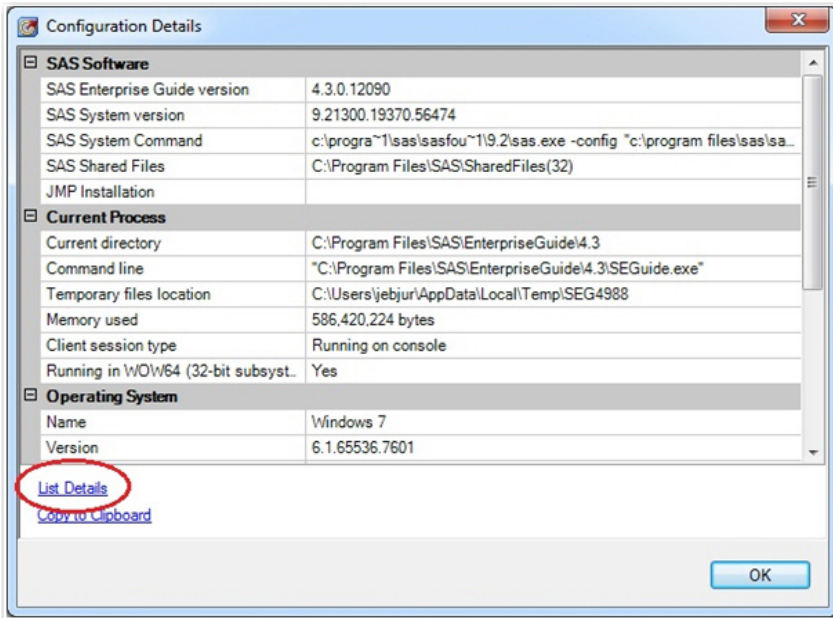 Configuration Details
SAS Software
SAS Enterprise Guide version 4.3.0.12090
SAS System version 9.21300.19370.56474
SAS System Command c:\progra~1\sas\sasfou~1\9.2\sas.exe -config "c:\program files\sas\sa...
SAS Shared Files C:\Program Files\SAS\SharedFiles(32)
JMP Installation
Current Process
Current directory C:\Program Files\SAS\EnterpriseGuide\4.3
Command line "C:\Program Files\SAS\EnterpriseGuide\4.3\SEGuide.exe"
Temporary files location C:\Users\jebjur\AppData\Local\Temp\SEG4988
Memory used 586,420,224 bytes
Client session type Running on console
Running in WOW64 (32-bit subsyst... Yes
Operating System
Name Windows 7
Version 6.1.65536.7601
List Details
Copy to Clipboard
OK